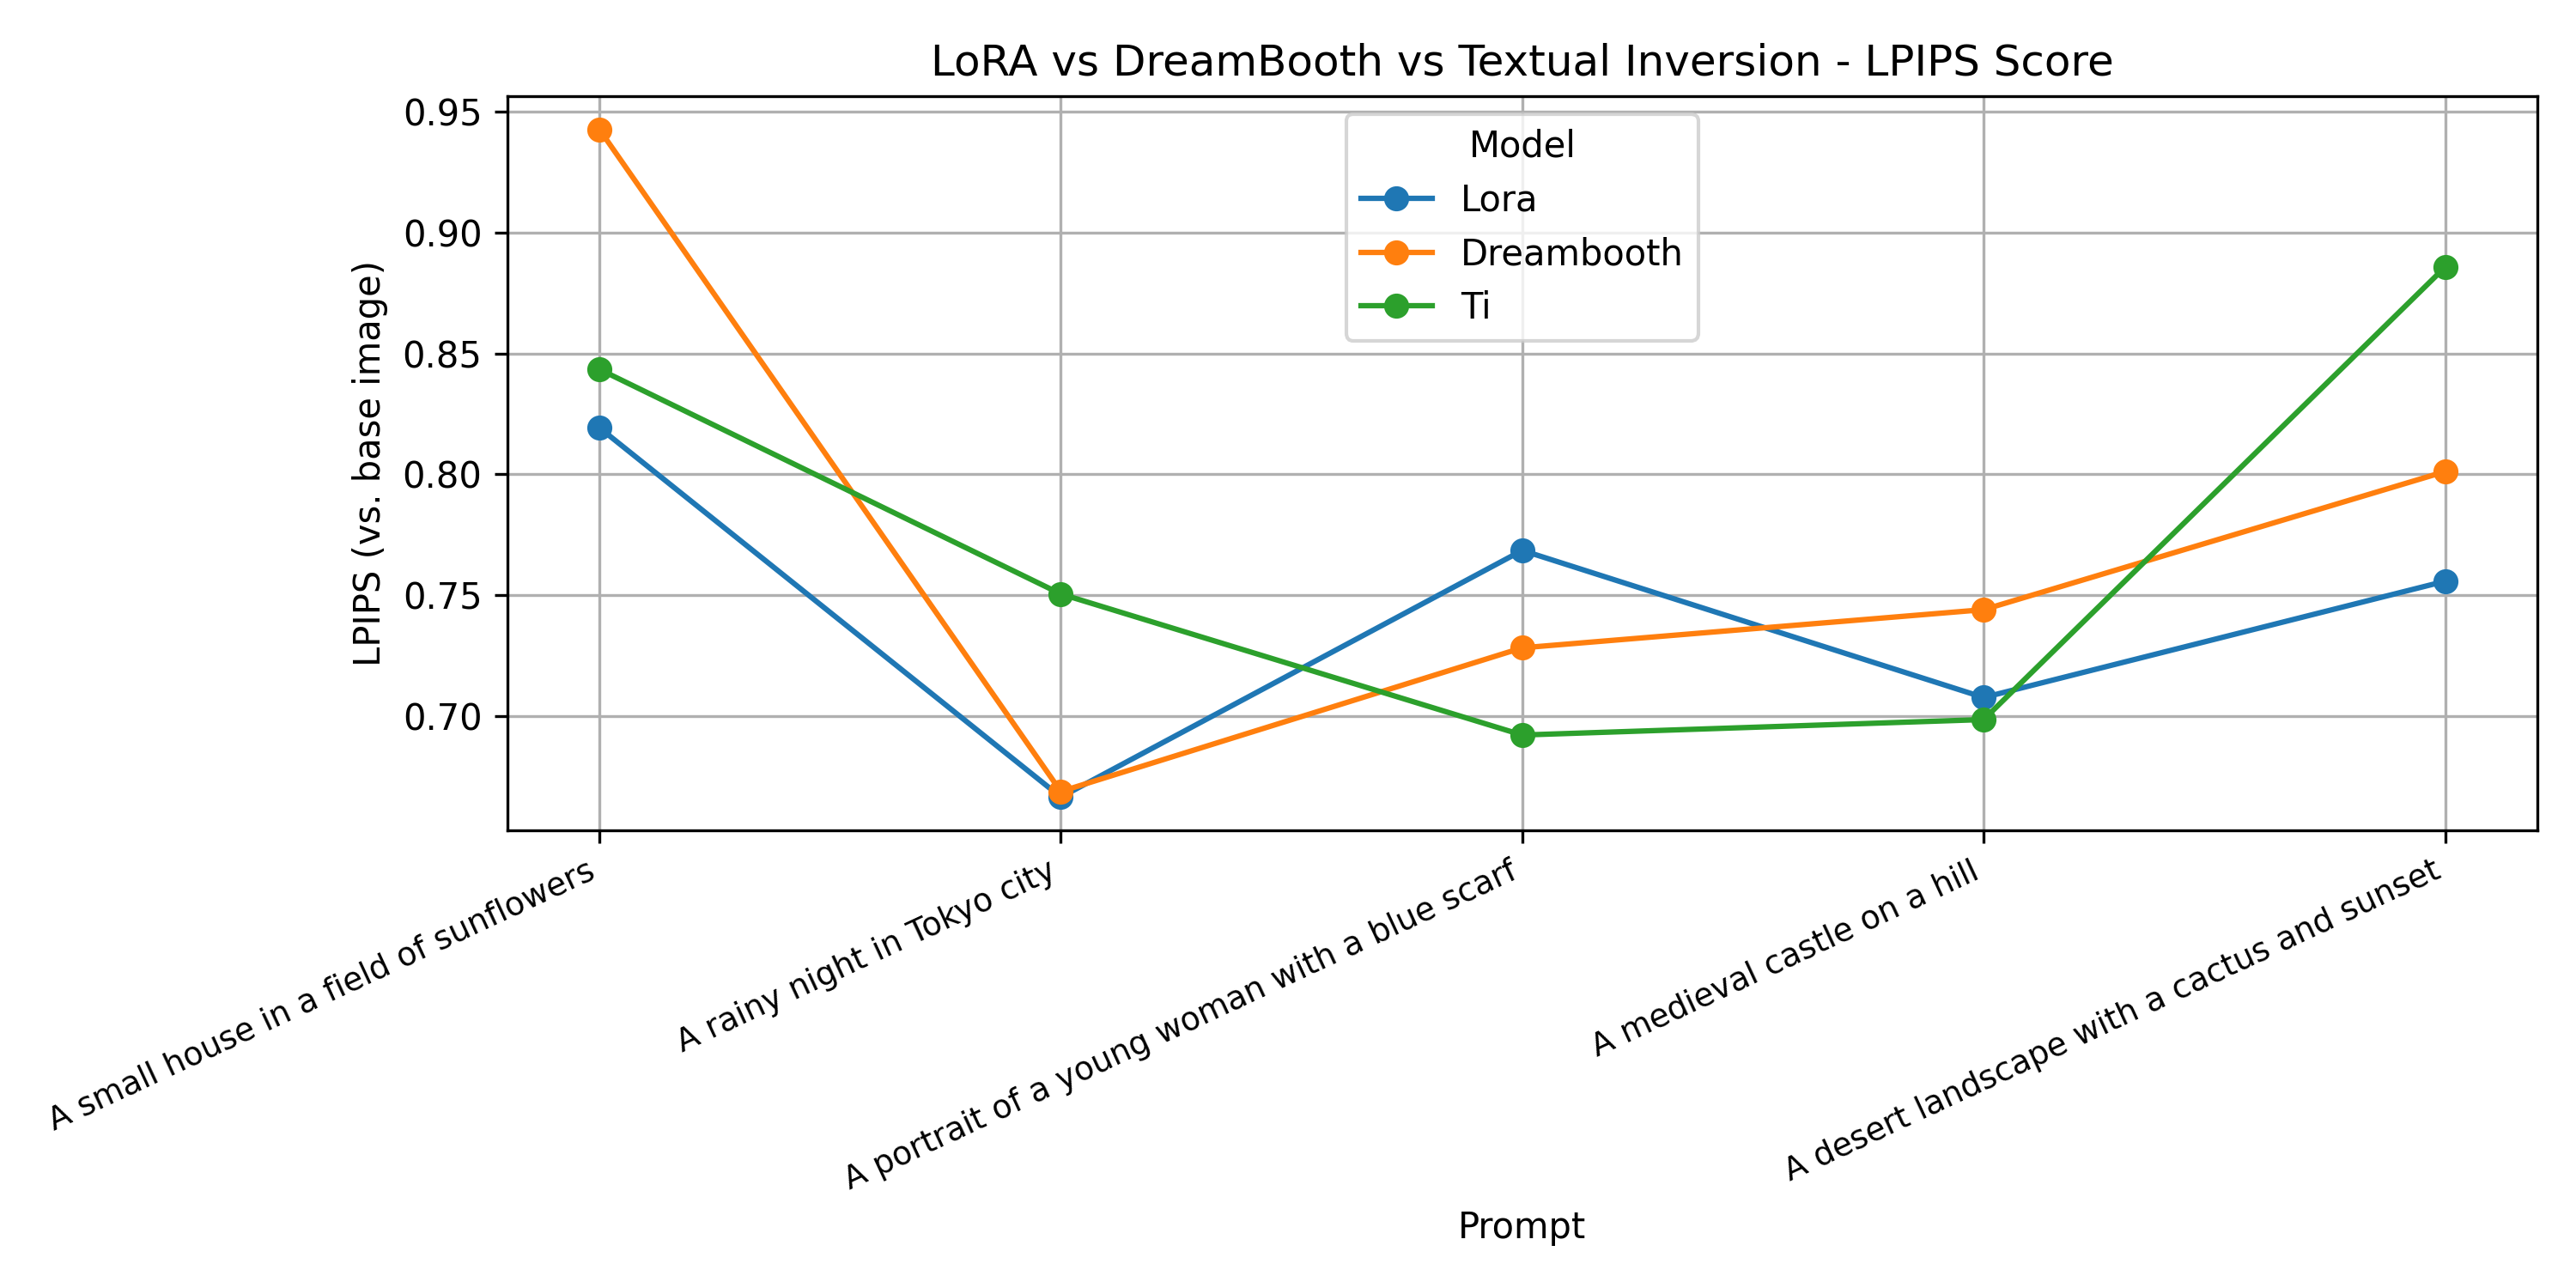 LoRA vs DreamBooth vs Textual Inversion - LPIPS Score
Model
Lora
Dreambooth
Ti
LPIPS (vs. base image)
0.95
0.90
0.85
0.80
0.75
0.70
A small house in a field of sunflowers
A rainy night in Tokyo city
A portrait of a young woman with a blue scarf
A medieval castle on a hill
A desert landscape with a cactus and sunset
Prompt